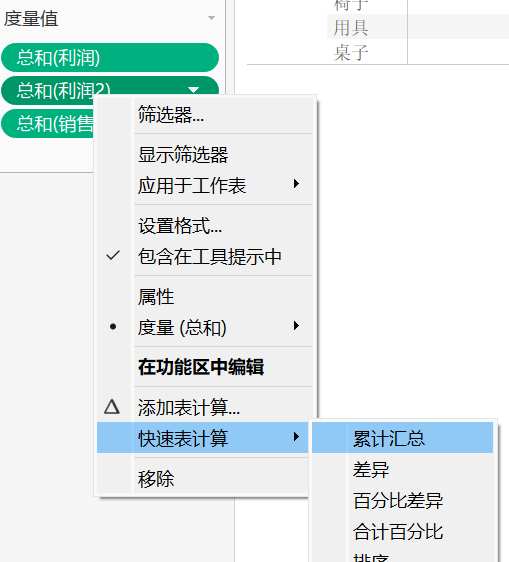 椅子
度量值
用具
桌子
总和(利润)
总和(利润2)
总和(销售
筛选器...
显示筛选器
应用于工作表
设置格式...
包含在工具提示中
属性
度量 (总和)
在功能区中编辑
添加表计算...
快速表计算
累计汇总
差异
移除
百分比差异
合计百分比
排序